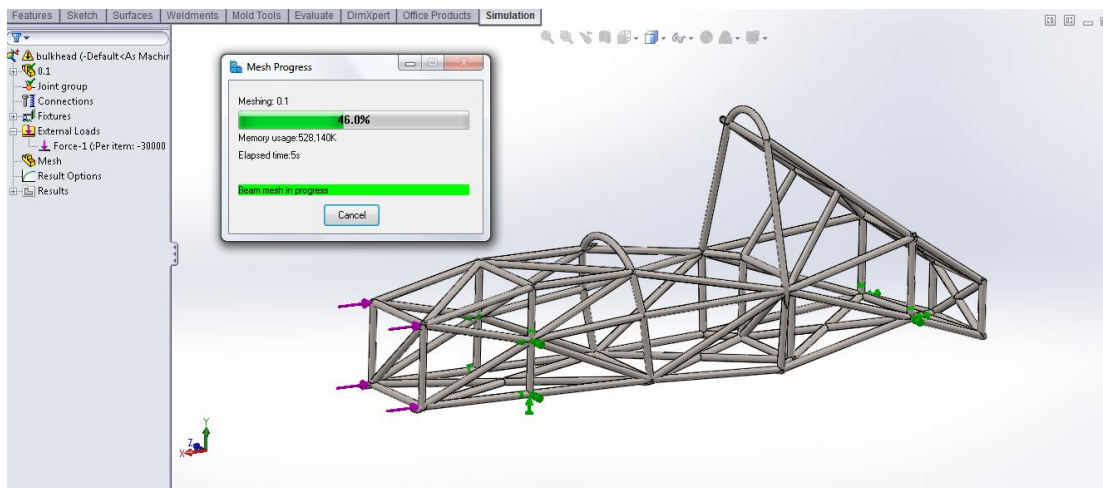 Features Sketch Surfaces Weldments Mold Tools Evaluate DimXpert Office Products Simulation
bulkhead (-Default<As Machin
0.1
Joint group
Connections
Fixtures
External Loads
Force-1 (:Per item: -30000
Mesh
Result Options
Results
Mesh Progress
Meshing: 0.1
46.0%
Memory usage:528,140K
Elapsed time:5s
Beam mesh in progress
Cancel
Y
Z
X